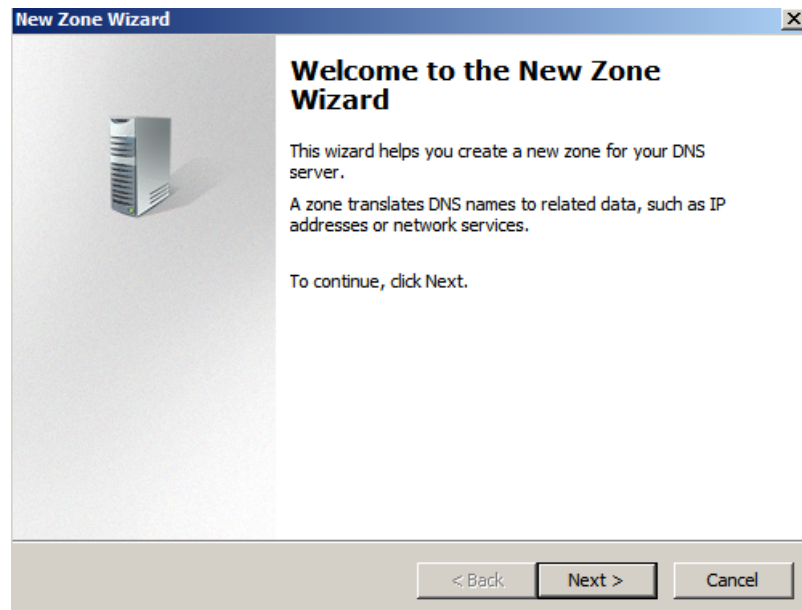 New Zone Wizard
Welcome to the New Zone
Wizard
This wizard helps you create a new zone for your DNS
server.
A zone translates DNS names to related data, such as IP
addresses or network services.
To continue, click Next.
< Back
Next >
Cancel